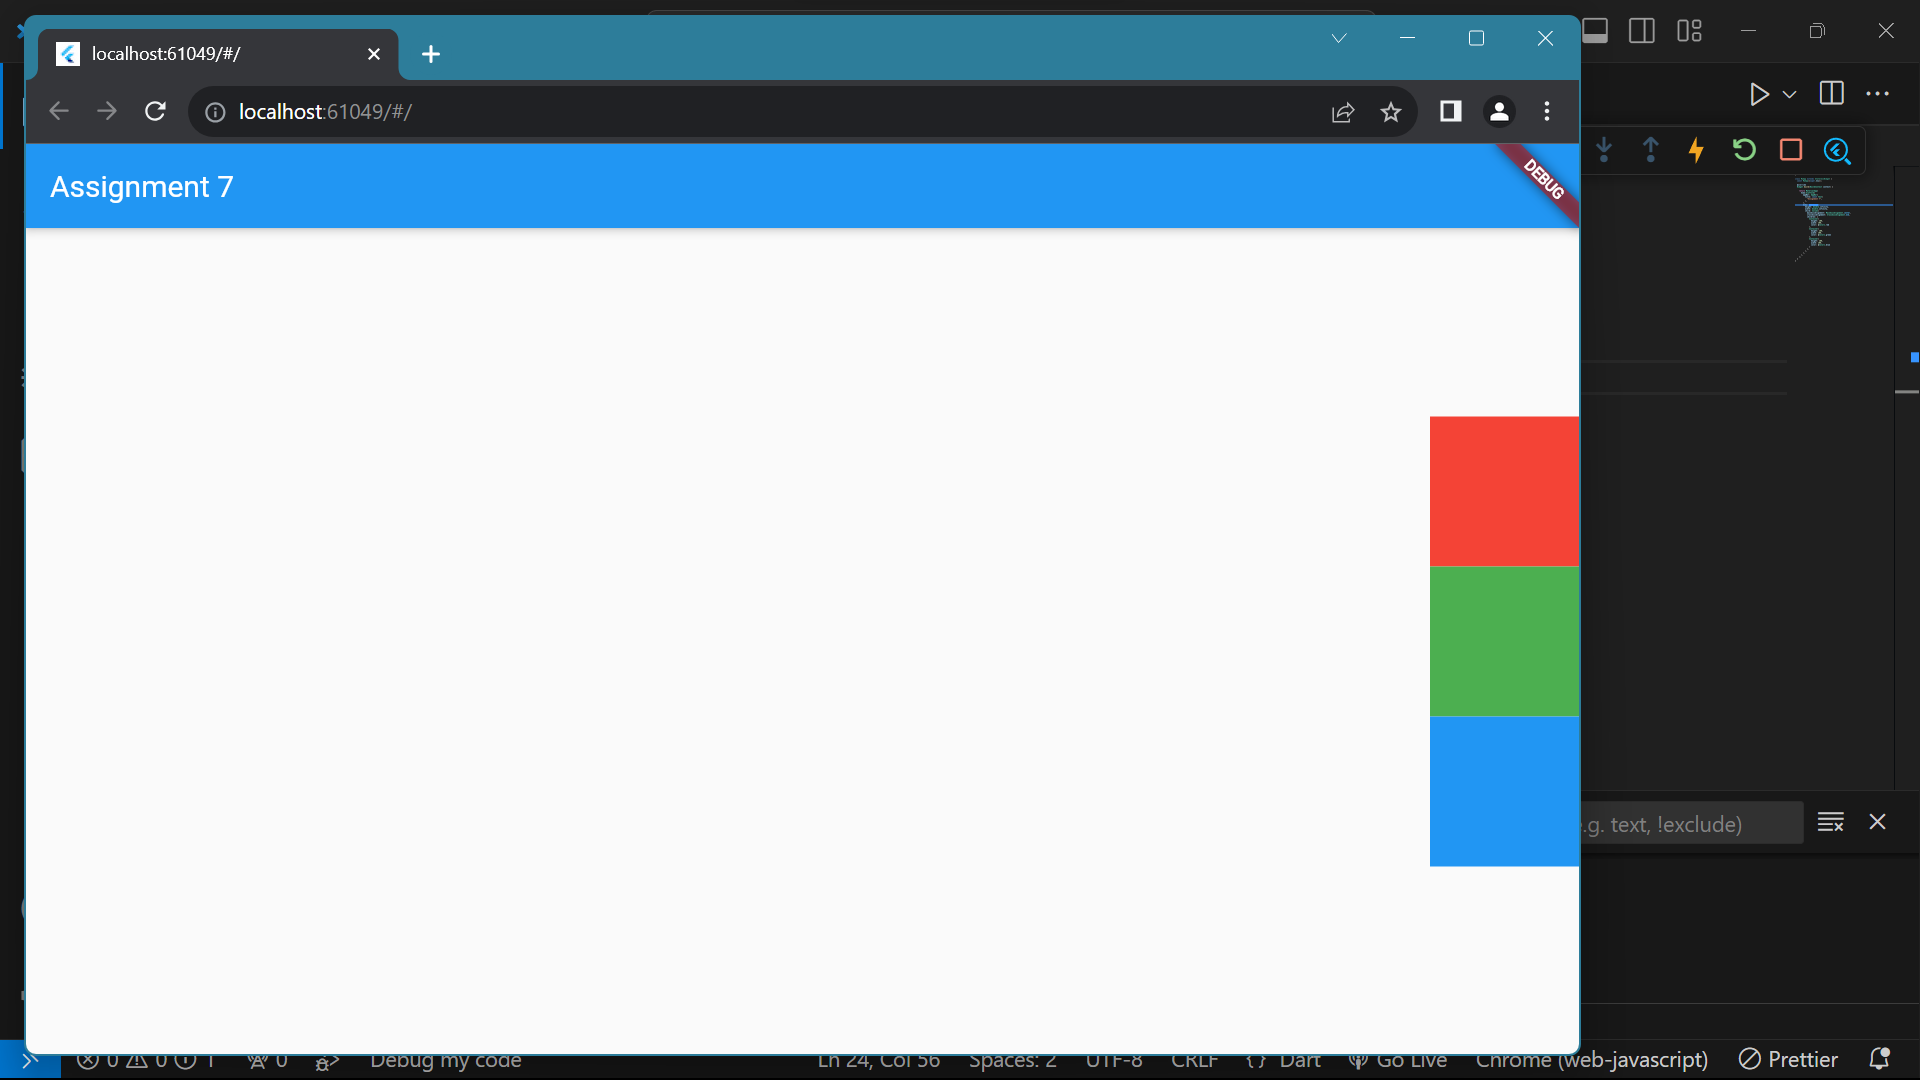 localhost:61049/#/
localhost:61049/#/
Assignment 7
DEBUG
.g. text, !exclude)
0 0 1 0 Debug my code Ln 24, Col 56 Spaces: 2 UTF-8 CRLF {} Dart Go Live Chrome (web-javascript) Prettier